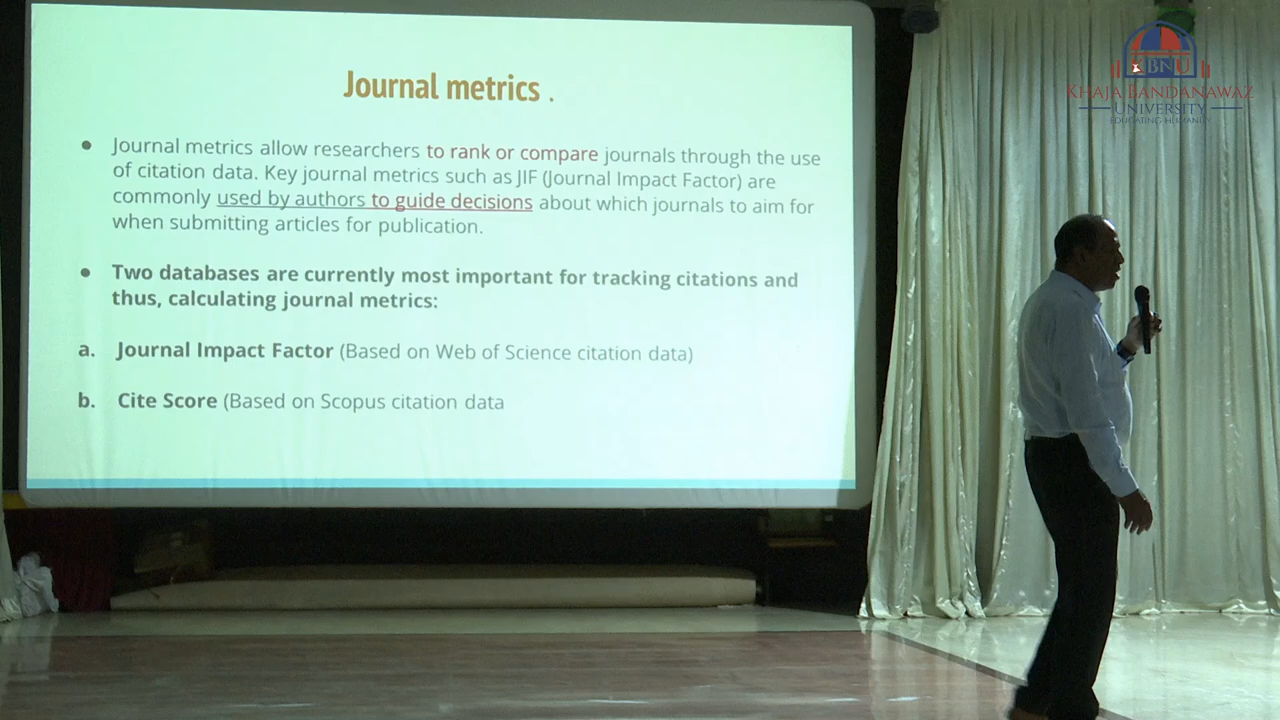 Journal metrics .
● Journal metrics allow researchers to rank or compare journals through the use
of citation data. Key journal metrics such as JIF (Journal Impact Factor) are
commonly used by authors to guide decisions about which journals to aim for
when submitting articles for publication.
● Two databases are currently most important for tracking citations and
thus, calculating journal metrics:
a. Journal Impact Factor (Based on Web of Science citation data)
b. Cite Score (Based on Scopus citation data
KBNU
KHAJA BANDANAWAZ
UNIVERSITY
EDUCATING-HUMANITY